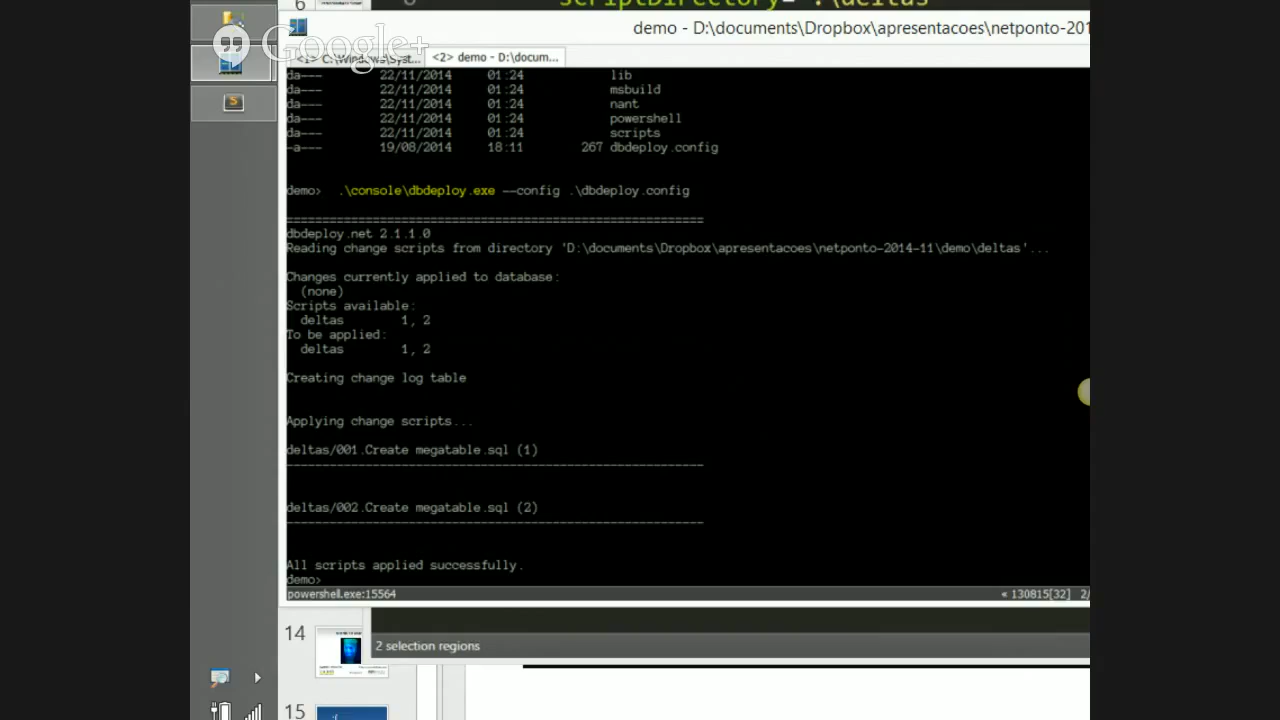 6
scriptDirectory=".\deltas"
demo - D:\documents\Dropbox\apresentacoes\netponto-201
Google+
<1> C:\Windows\Syst...
<2> demo - D:\docum...
da--- 22/11/2014 01:24 lib
da--- 22/11/2014 01:24 msbuild
da--- 22/11/2014 01:24 nant
da--- 22/11/2014 01:24 powershell
da--- 22/11/2014 01:24 scripts
-a--- 19/08/2014 18:11 267 dbdeploy.config
demo> .\console\dbdeploy.exe --config .\dbdeploy.config
==========================================================
dbdeploy.net 2.1.1.0
Reading change scripts from directory 'D:\documents\Dropbox\apresentacoes\netponto-2014-11\demo\deltas'...
Changes currently applied to database:
(none)
Scripts available:
deltas 1, 2
To be applied:
deltas 1, 2
Creating change log table
Applying change scripts...
deltas/001.Create megatable.sql (1)
----------------------------------------------------------
deltas/002.Create megatable.sql (2)
----------------------------------------------------------
All scripts applied successfully.
demo>
powershell.exe:15564
« 130815[32] 2/
14
2 selection regions
15